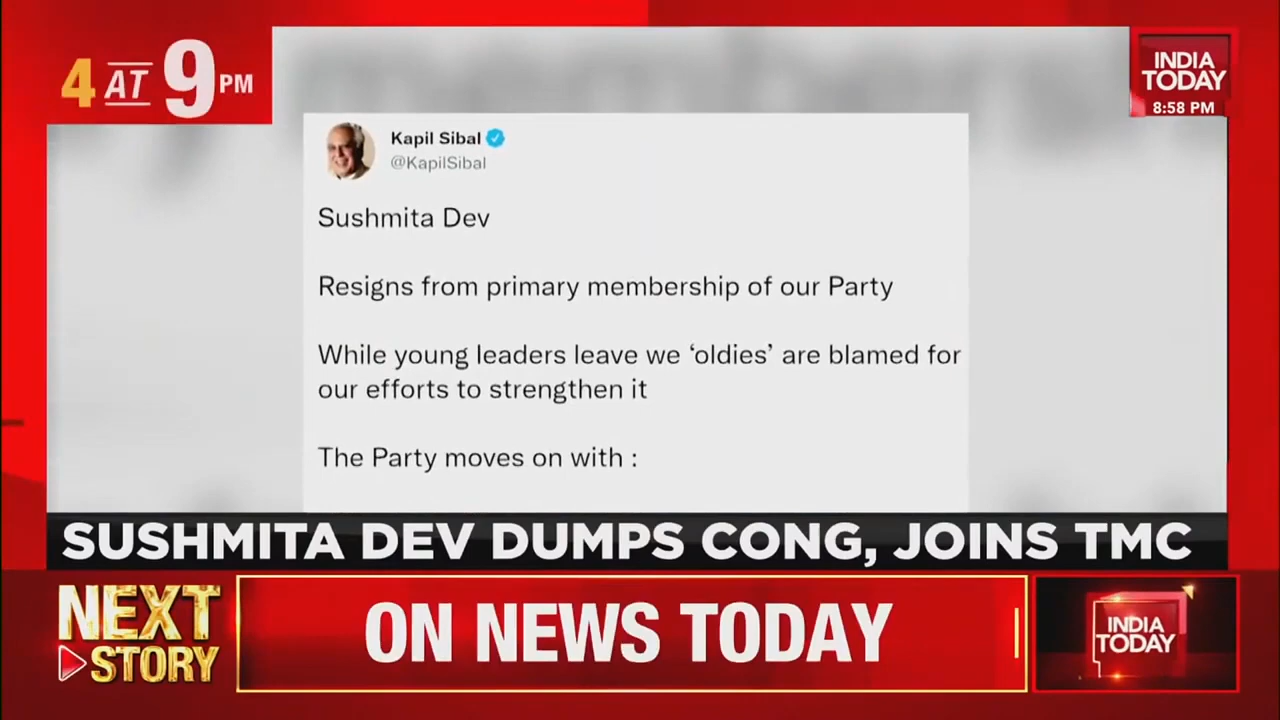 4 AT 9 PM
INDIA
TODAY
8:58 PM
Kapil Sibal
@KapilSibal
Sushmita Dev
Resigns from primary membership of our Party
While young leaders leave we ‘oldies’ are blamed for
our efforts to strengthen it
The Party moves on with :
SUSHMITA DEV DUMPS CONG, JOINS TMC
NEXT
STORY
ON NEWS TODAY
INDIA
TODAY